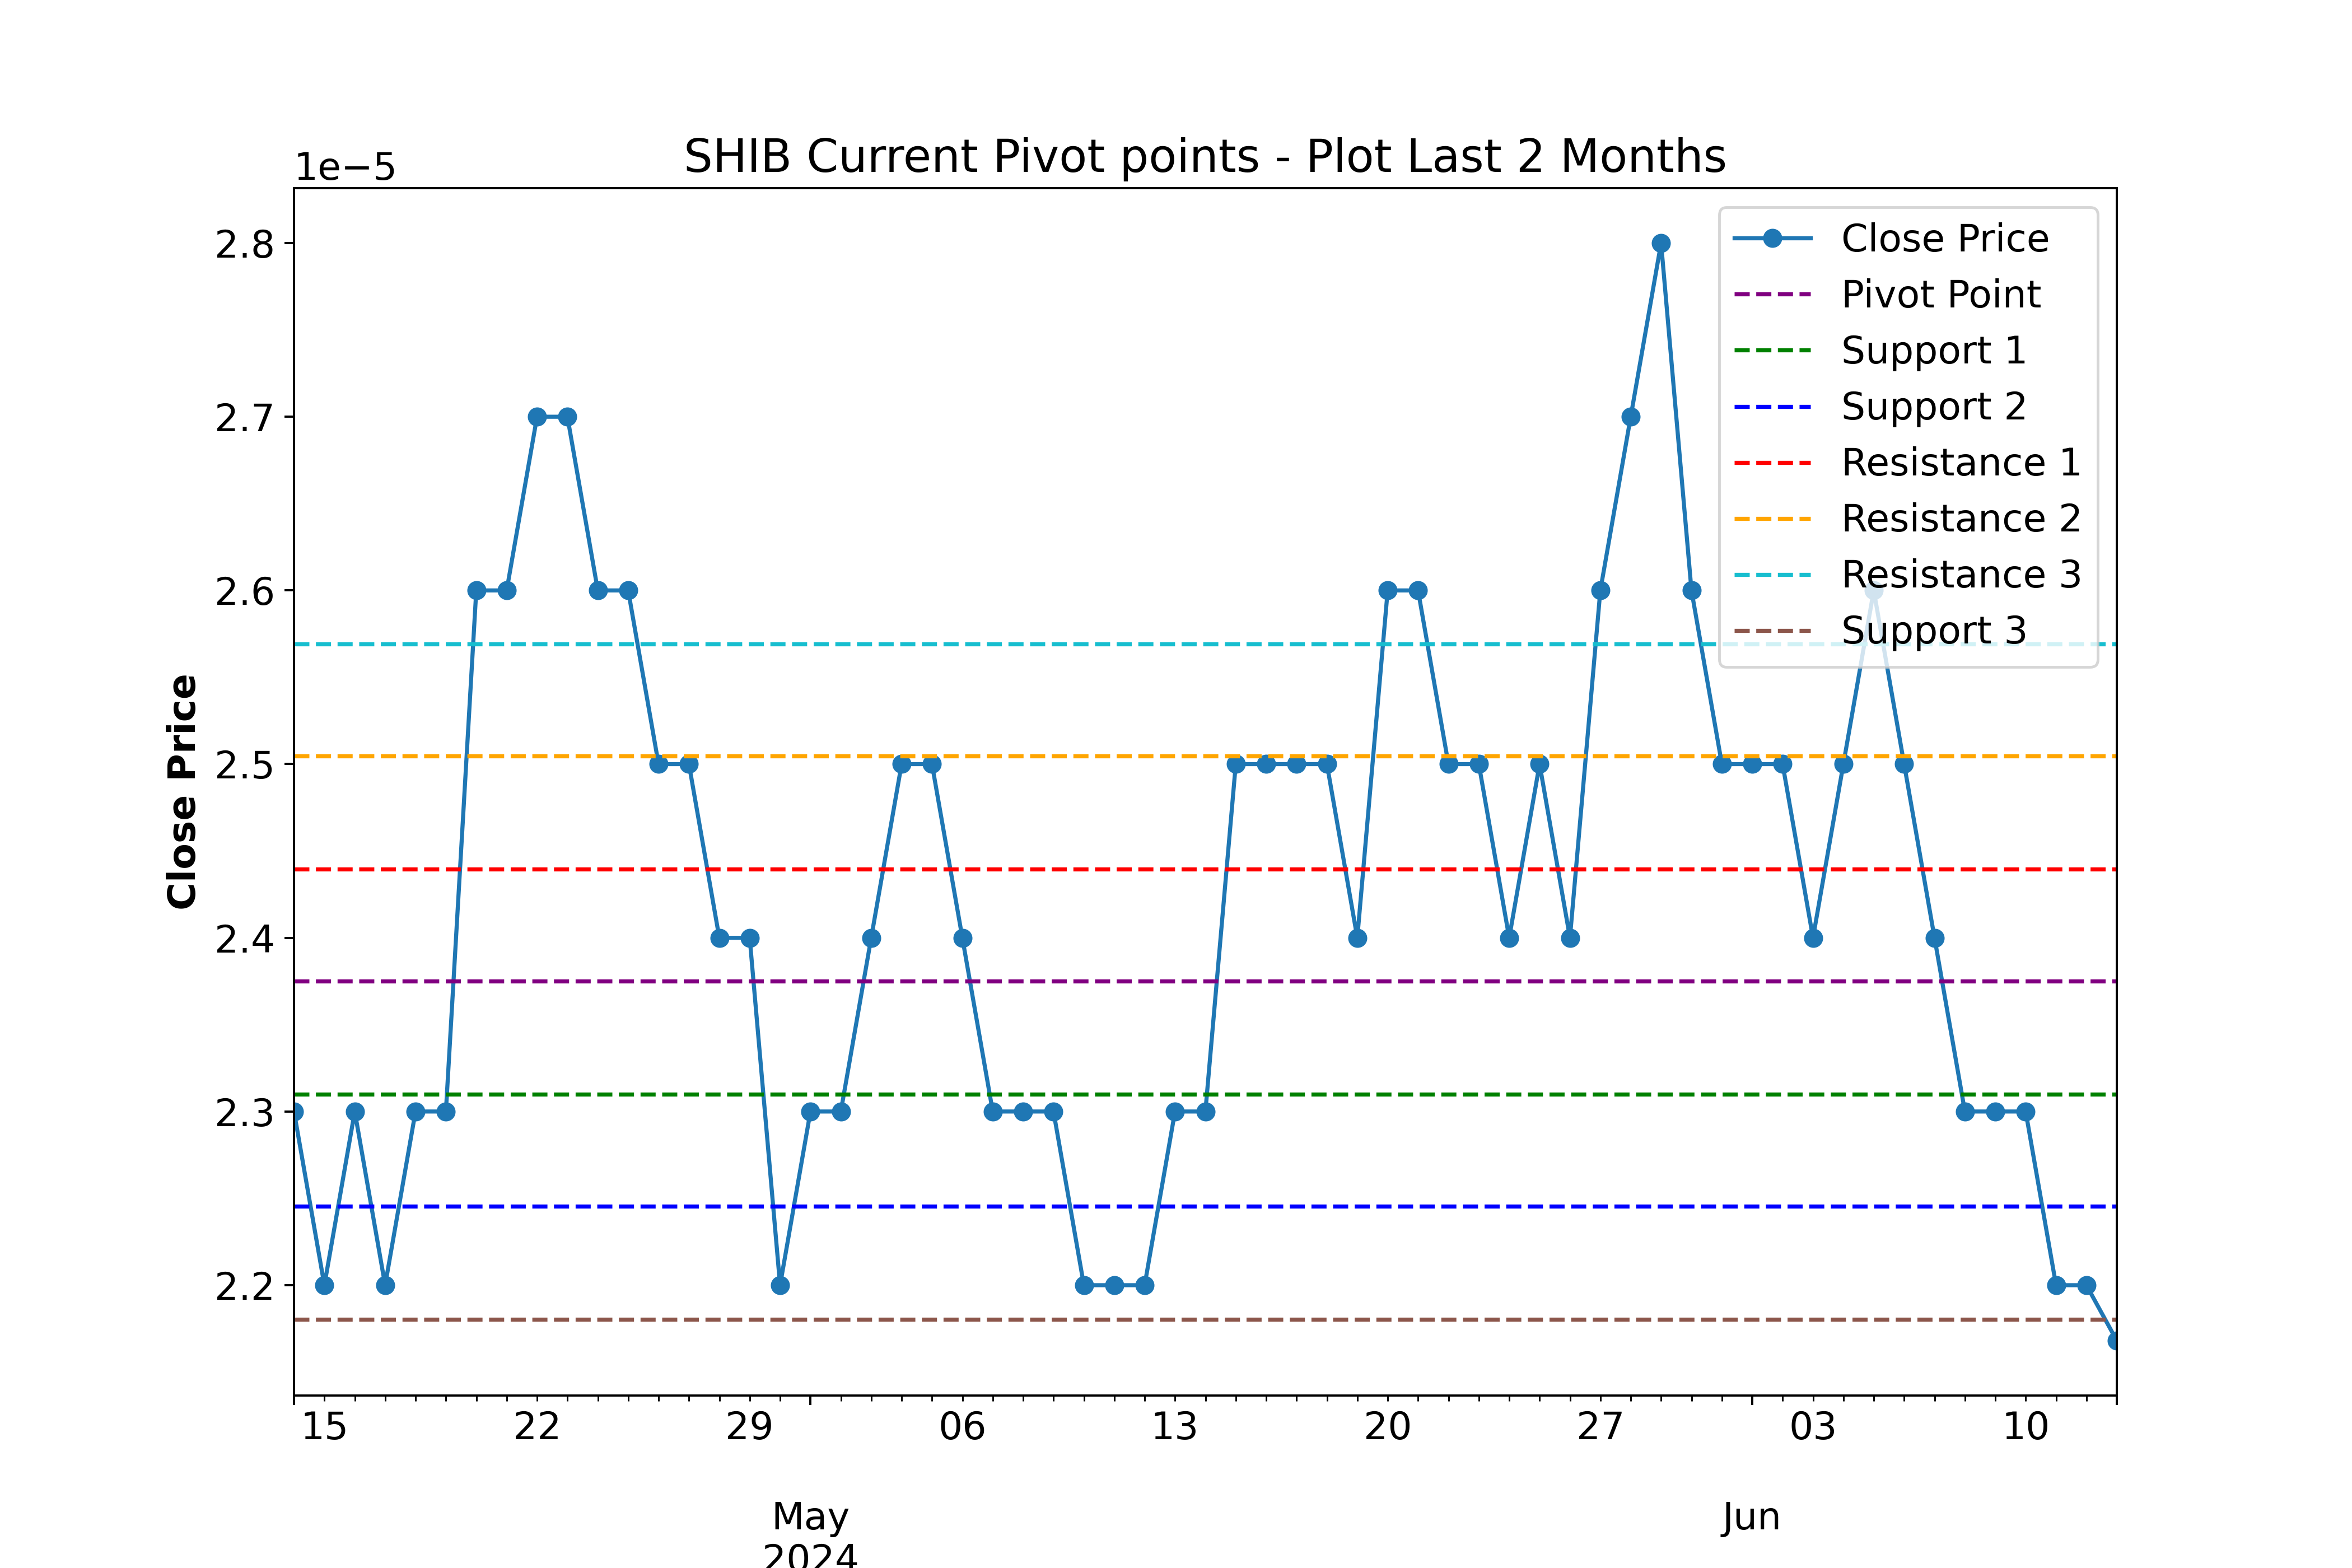 SHIB Current Pivot points - Plot Last 2 Months
1e−5
2.8
2.7
2.6
2.5
2.4
2.3
2.2
Close Price
Close Price
Pivot Point
Support 1
Support 2
Resistance 1
Resistance 2
Resistance 3
Support 3
15 22 29 06 13 20 27 03 10
May Jun
2024